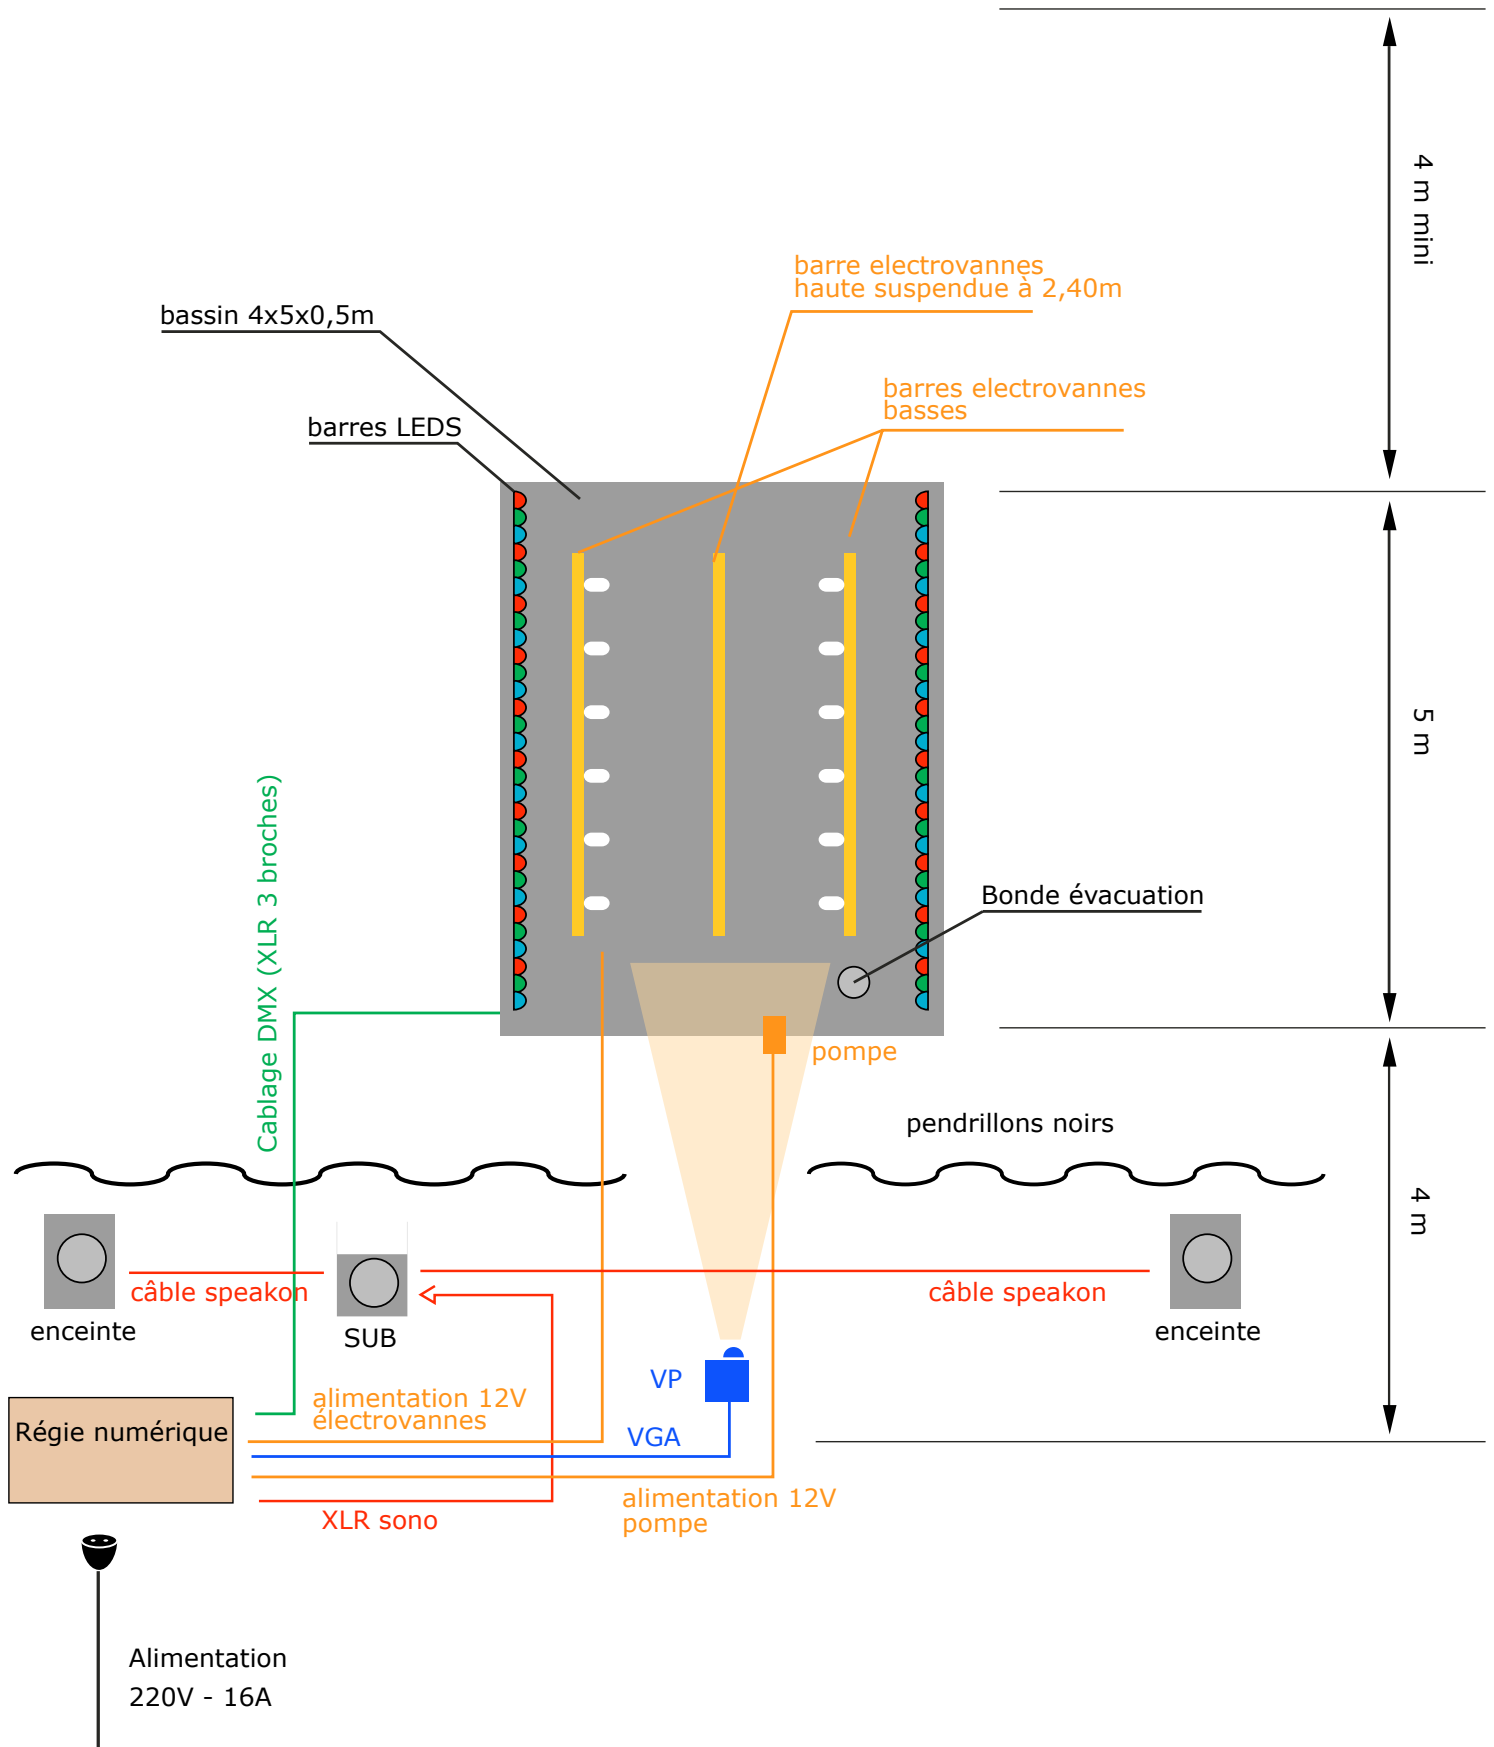 4 m mini
barre electrovannes
haute suspendue à 2,40m
bassin 4x5x0,5m
barres electrovannes
basses
barres LEDS
5 m
Cablage DMX (XLR 3 broches)
Bonde évacuation
pompe
pendrillons noirs
4 m
câble speakon
câble speakon
enceinte
SUB
enceinte
VP
alimentation 12V
électrovannes
Régie numérique
VGA
alimentation 12V
pompe
XLR sono
Alimentation
220V - 16A